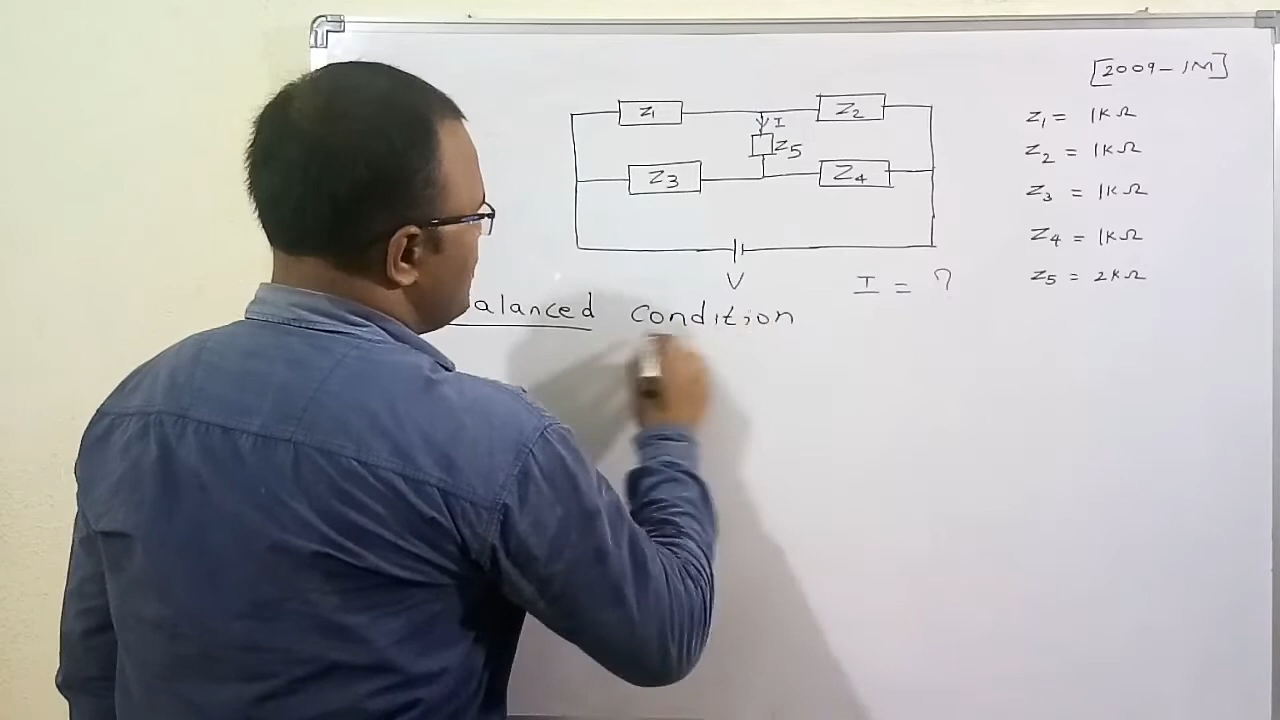 [2009-1M]
Z1
Z2
I
Z5
Z3
Z4
V
I = ?
Z1 = 1KΩ
Z2 = 1KΩ
Z3 = 1KΩ
Z4 = 1KΩ
Z5 = 2KΩ
alanced condition